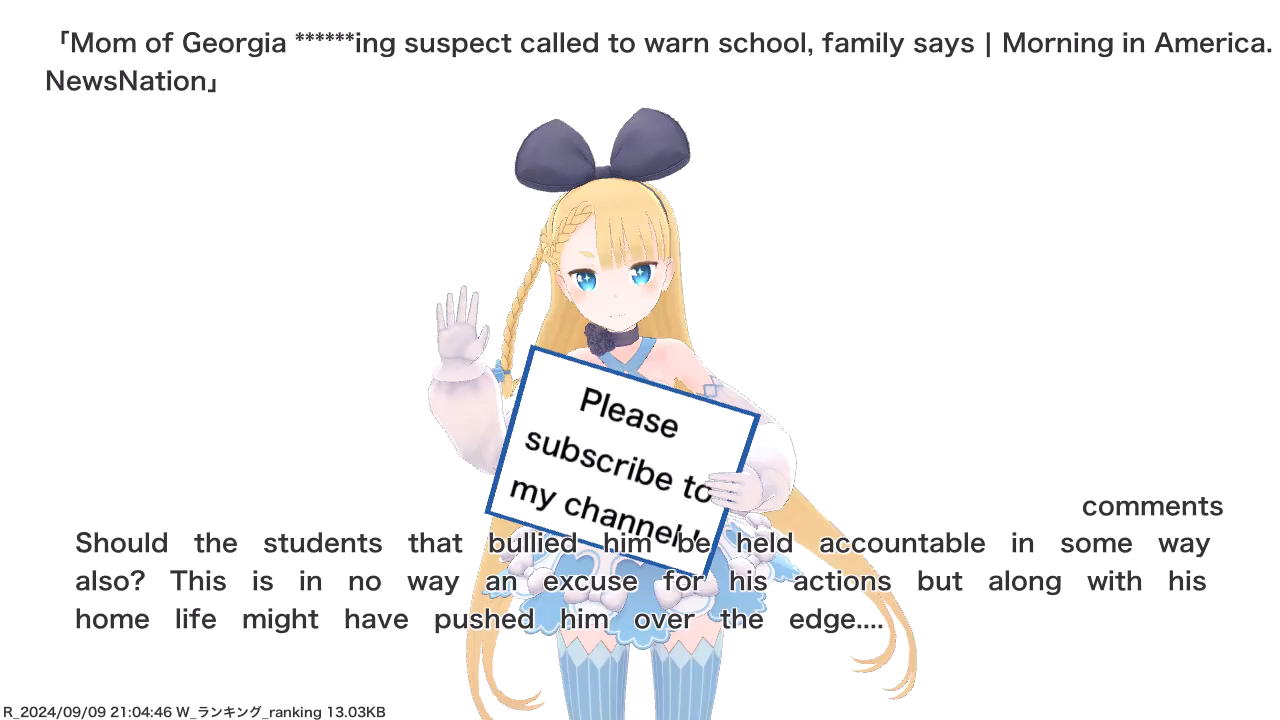 「Mom of Georgia ******ing suspect called to warn school, family says | Morning in America.
NewsNation」
Please
subscribe to
my channel!
comments
Should the students that bullied him be held accountable in some way
also? This is in no way an excuse for his actions but along with his
home life might have pushed him over the edge....
R_2024/09/09 21:04:46 W_ランキング_ranking 13.03KB